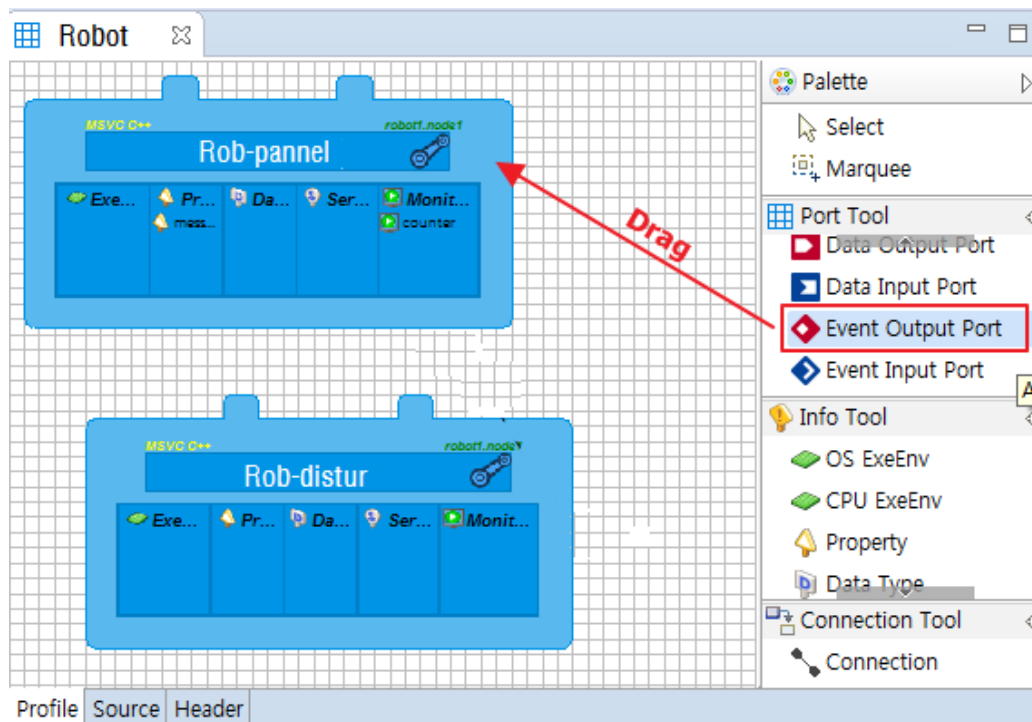 Robot
Palette
Select
Marquee
Port Tool
Data Output Port
Data Input Port
Event Output Port
Event Input Port
A
Info Tool
OS ExeEnv
CPU ExeEnv
Property
Data Type
Connection Tool
Connection
MSVC C++
robot1.node1
Rob-pannel
Exe...
Pr...
Da...
Ser...
Monit...
mess...
counter
Drag
MSVC C++
robot1.node
Rob-distur
Exe...
Pr...
Da...
Ser...
Monit...
Profile
Source
Header